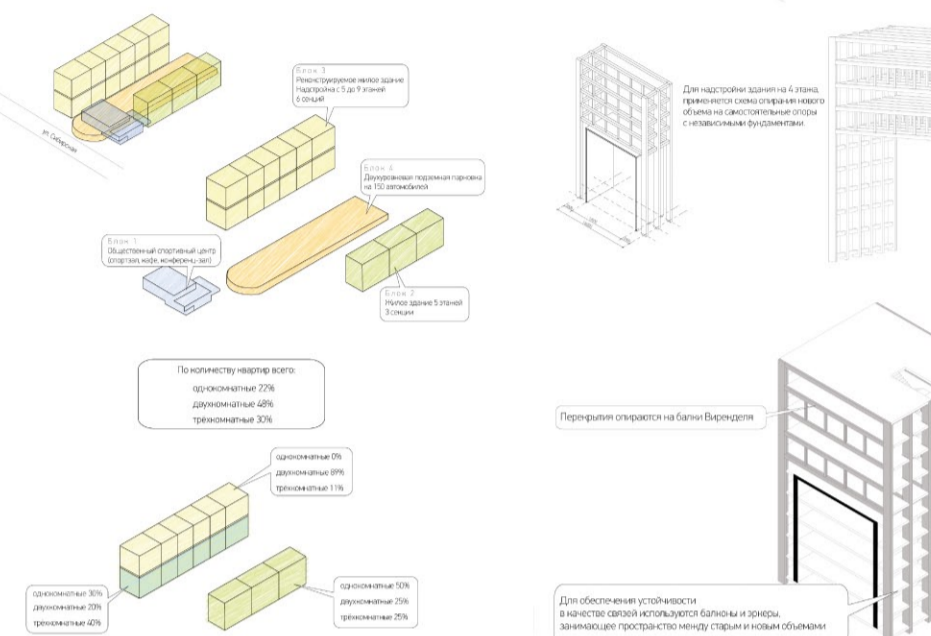 Блок 3
Реконструируемое жилое здание
Надстройка с 5 до 9 этажей
6 секций
ул. Сибирская
Блок 4
Двухуровневая подземная парковка
на 150 автомобилей
Блок 1
Общественный спортивный центр
(спортзал, кафе, конференц-зал)
Блок 2
Жилое здание 5 этажей
3 секции
По количеству квартир всего:
однокомнатные 22%
двухкомнатные 48%
трёхкомнатные 30%
однокомнатные 0%
двухкомнатные 89%
трёхкомнатные 11%
однокомнатные 30%
двухкомнатные 20%
трёхкомнатные 40%
однокомнатные 50%
двухкомнатные 25%
трёхкомнатные 25%
Для надстройки здания на 4 этажа
применяется схема опирания нового
объема на самостоятельные опоры
с независимыми фундаментами.
Перекрытия опираются на балки Виренделя
Для обеспечения устойчивости
в качестве связей используются балконы и эркеры,
занимающее пространство между старым и новым объемами